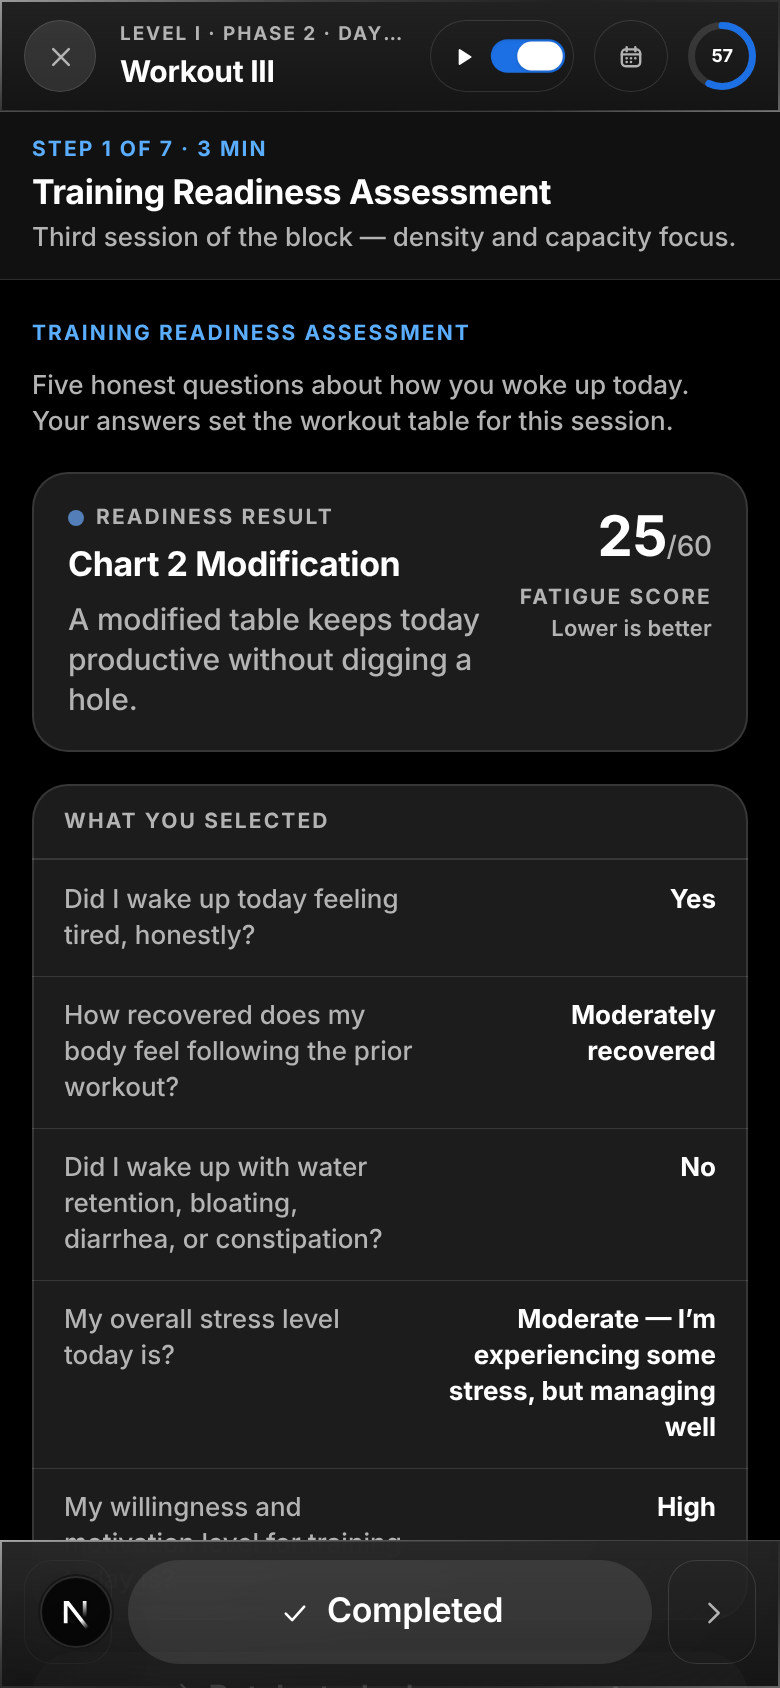 LEVEL I · PHASE 2 · DAY...
Workout III
57
STEP 1 OF 7 · 3 MIN
Training Readiness Assessment
Third session of the block — density and capacity focus.
TRAINING READINESS ASSESSMENT
Five honest questions about how you woke up today.
Your answers set the workout table for this session.
READINESS RESULT
Chart 2 Modification
A modified table keeps today
productive without digging a
hole.
25/60
FATIGUE SCORE
Lower is better
WHAT YOU SELECTED
Did I wake up today feeling
tired, honestly?
Yes
How recovered does my
body feel following the prior
workout?
Moderately
recovered
Did I wake up with water
retention, bloating,
diarrhea, or constipation?
No
My overall stress level
today is?
Moderate — I’m
experiencing some
stress, but managing
well
My willingness and
motivation level for training
High
N
Completed